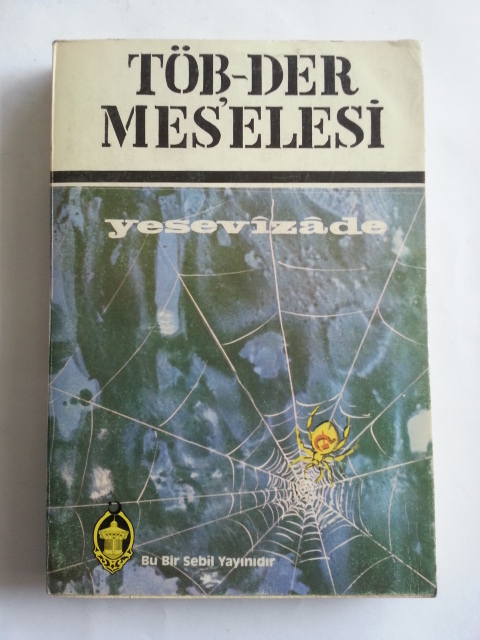 TÖB-DER
MES'ELESİ
yesevîzâde
Bu Bir Sebil Yayınıdır